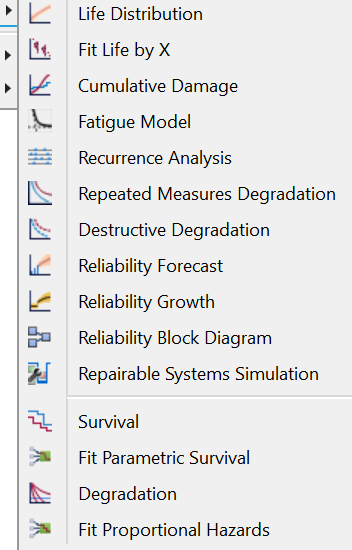 Life Distribution
Fit Life by X
Cumulative Damage
Fatigue Model
Recurrence Analysis
Repeated Measures Degradation
Destructive Degradation
Reliability Forecast
Reliability Growth
Reliability Block Diagram
Repairable Systems Simulation
Survival
Fit Parametric Survival
Degradation
Fit Proportional Hazards